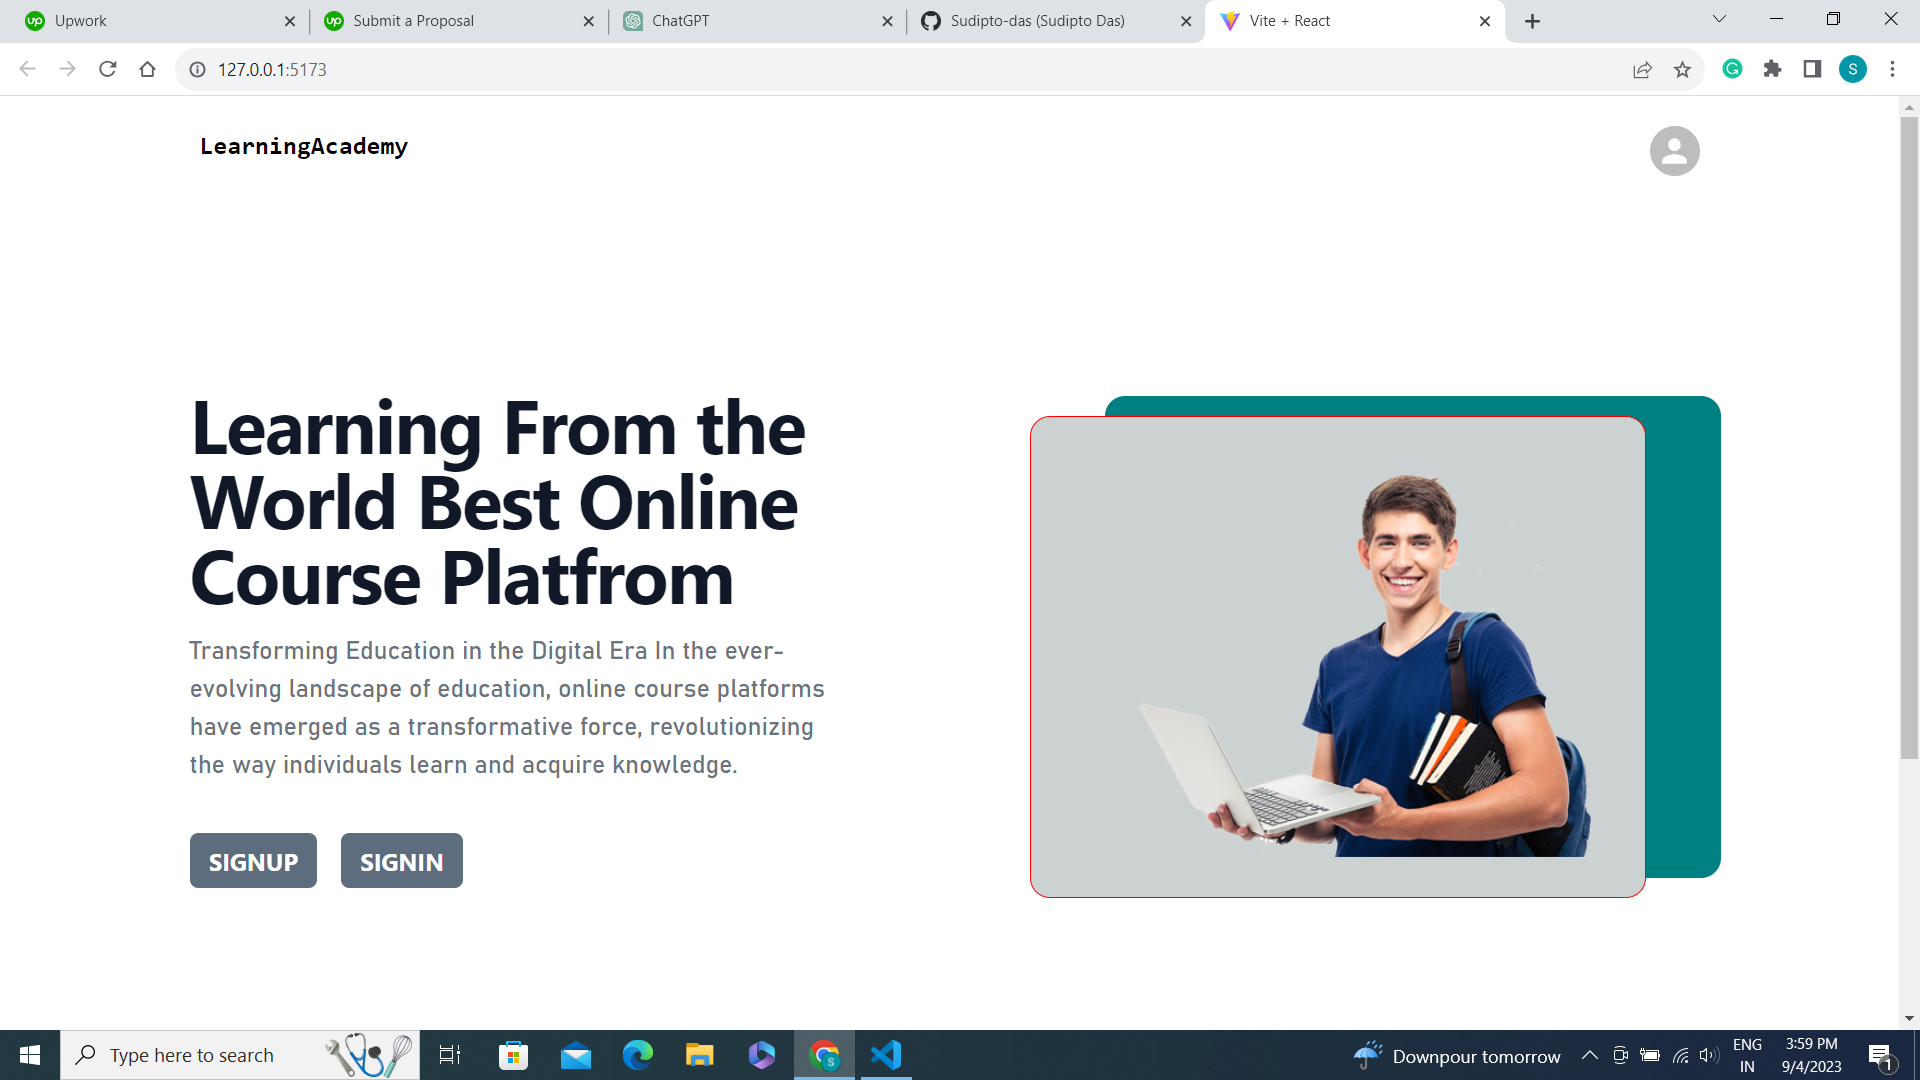 Upwork
Submit a Proposal
ChatGPT
Sudipto-das (Sudipto Das)
Vite + React
127.0.0.1:5173
S
LearningAcademy
Learning From the
World Best Online
Course Platfrom
Transforming Education in the Digital Era In the ever-
evolving landscape of education, online course platforms
have emerged as a transformative force, revolutionizing
the way individuals learn and acquire knowledge.
SIGNUP
SIGNIN
Type here to search
S
Downpour tomorrow
ENG
IN
3:59 PM
9/4/2023
1